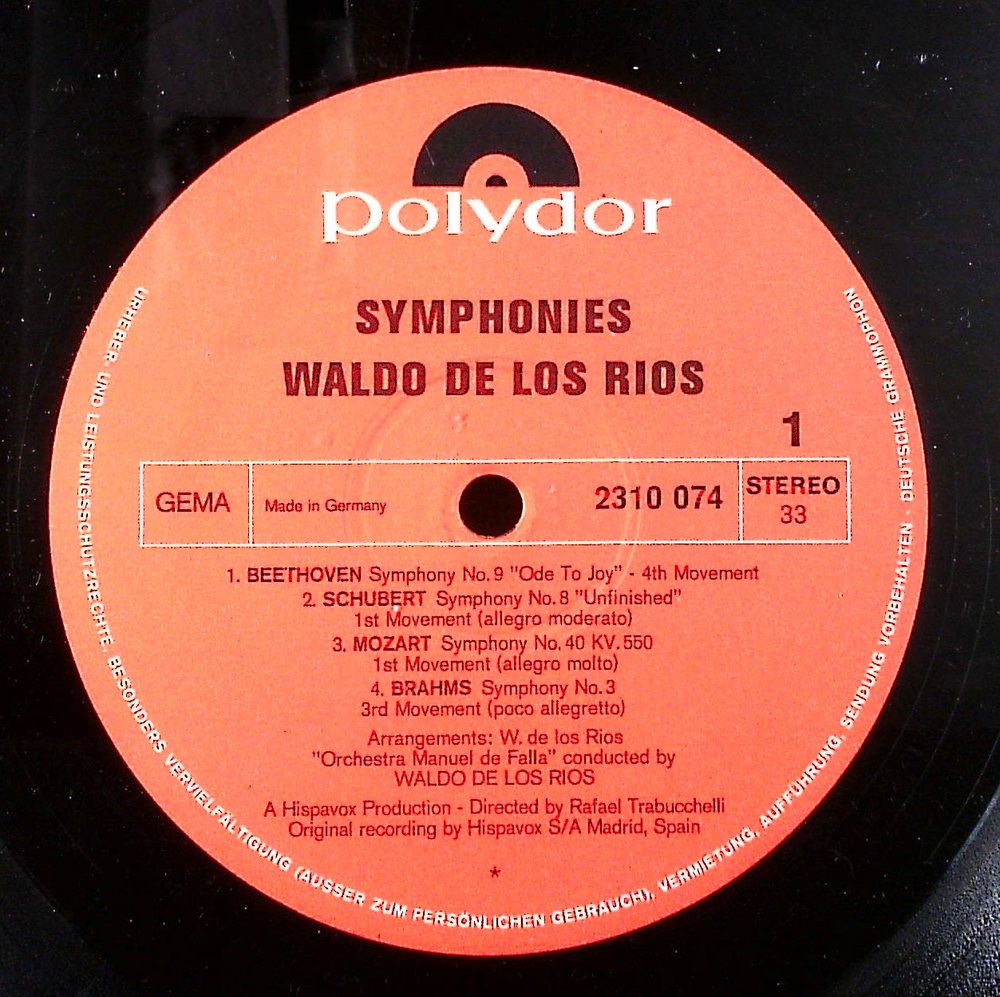 polydor
SYMPHONIES
WALDO DE LOS RIOS
1
GEMA
Made in Germany
2310 074
STEREO
33
1. BEETHOVEN Symphony No. 9 "Ode To Joy" - 4th Movement
2. SCHUBERT Symphony No. 8 "Unfinished"
1st Movement (allegro moderato)
3. MOZART Symphony No. 40 KV. 550
1st Movement (allegro molto)
4. BRAHMS Symphony No. 3
3rd Movement (poco allegretto)
Arrangements: W. de los Rios
"Orchestra Manuel de Falla" conducted by
WALDO DE LOS RIOS
A Hispavox Production - Directed by Rafael Trabucchelli
Original recording by Hispavox S/A Madrid, Spain
*
URHEBER- UND LEISTUNGSSCHUTZRECHTE, BESONDERS VERVIELFÄLTIGUNG (AUSSER ZUM PERSÖNLICHEN GEBRAUCH), VERMIETUNG, AUFFÜHRUNG, SENDUNG VORBEHALTEN · DEUTSCHE GRAMMOPHON